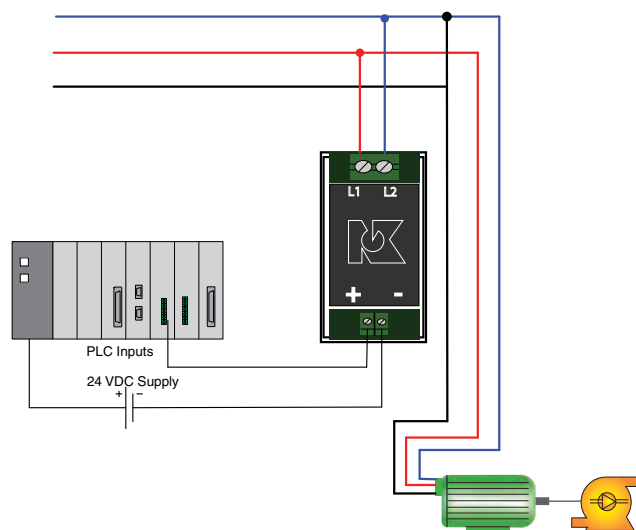 L1 L2
+ -
PLC Inputs
24 VDC Supply
+ −